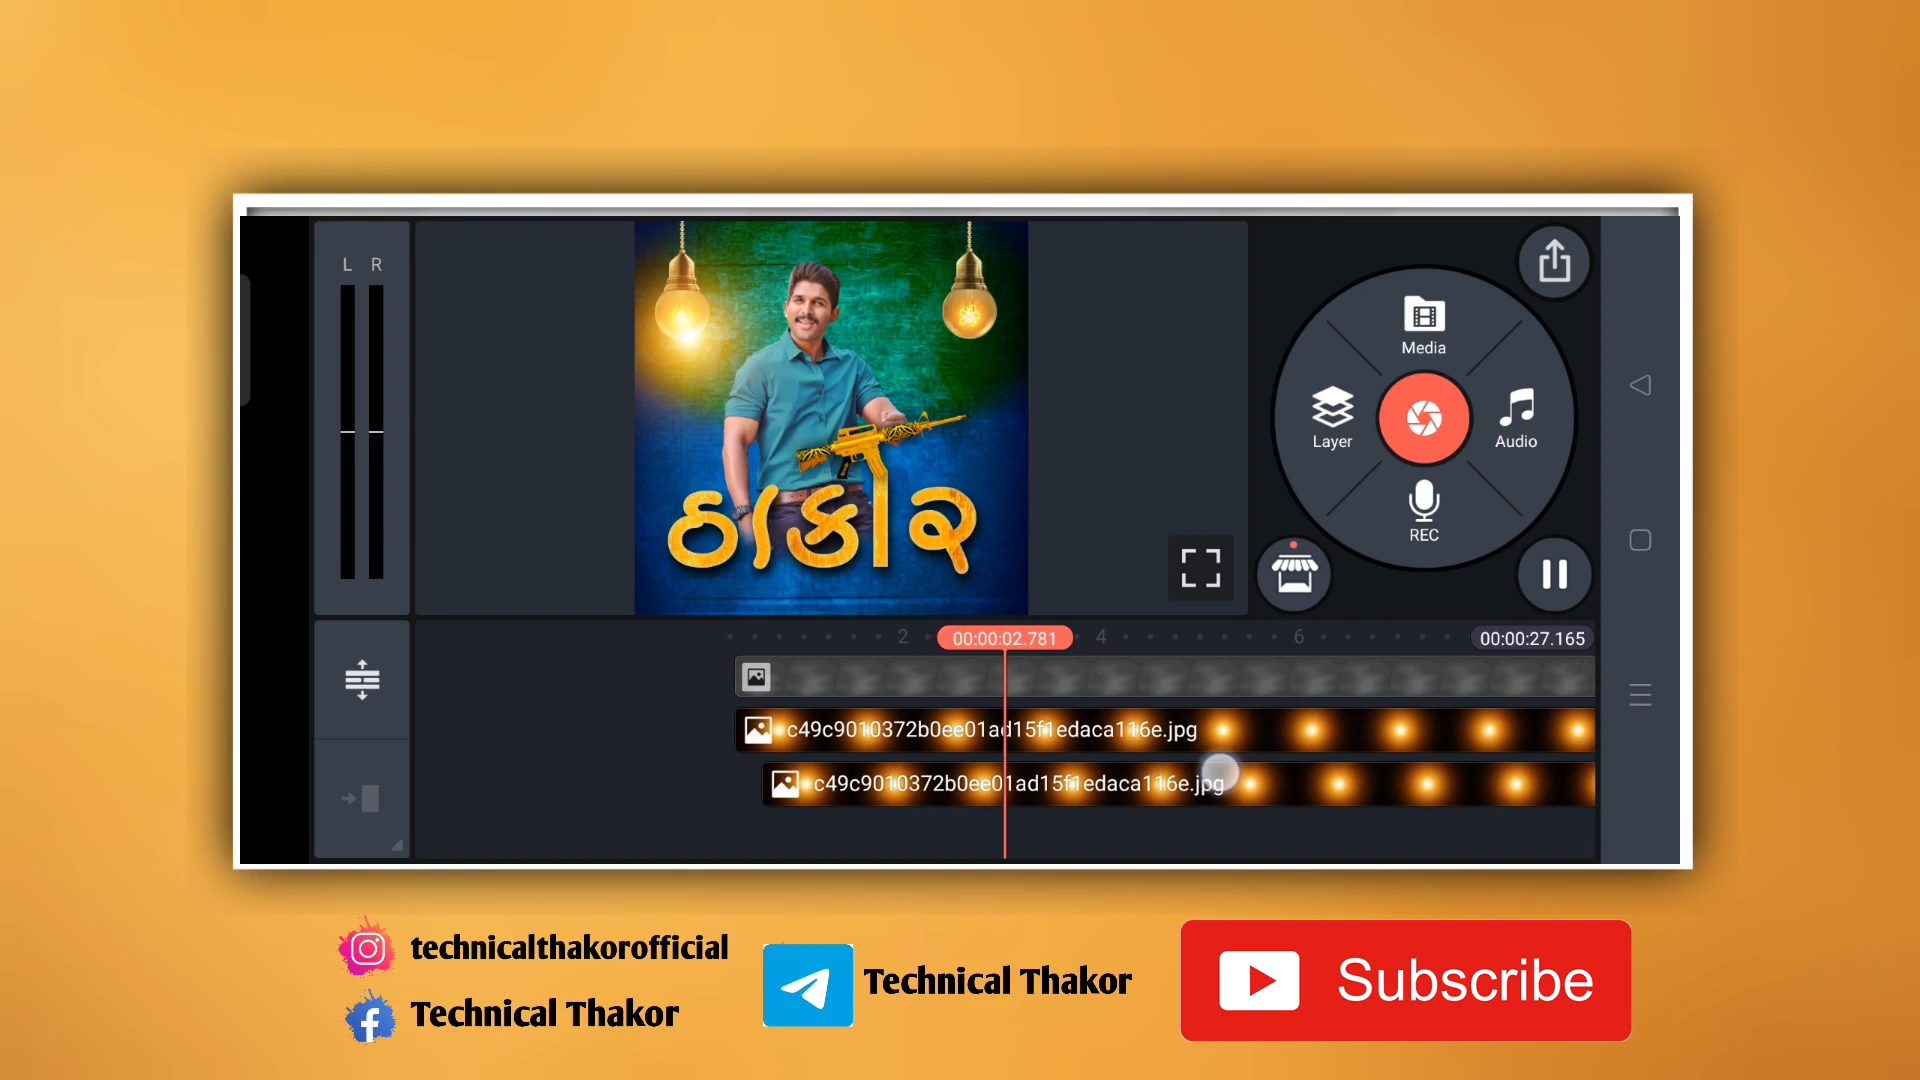 L R
Media
Layer
Audio
REC
ઠાકોર
2
00:00:02.781
4
6
00:00:27.165
c49c9010372b0ee01ad15f1edaca116e.jpg
c49c9010372b0ee01ad15f1edaca116e.jpg
technicalthakorofficial
Technical Thakor
Technical Thakor
Subscribe